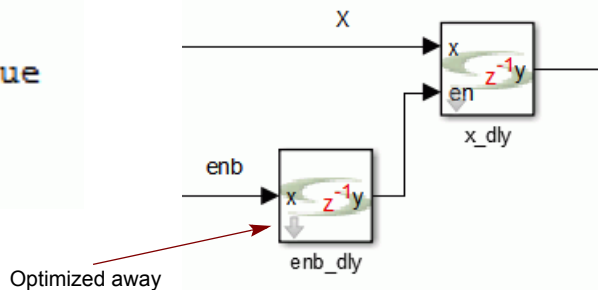 ue
X
x
z-1
y
en
x_dly
enb
x
z-1
y
enb_dly
Optimized away